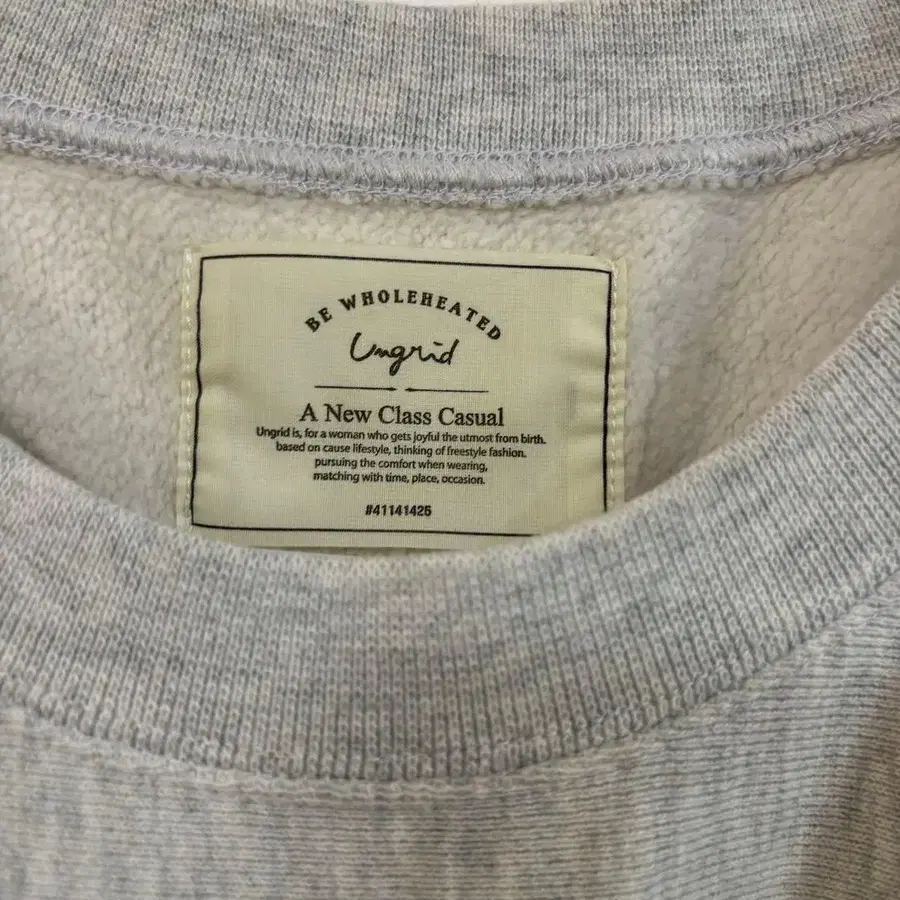 BE WHOLEHEATED
Ungrid
A New Class Casual
Ungrid is, for a woman who gets joyful the utmost from birth.
based on cause lifestyle, thinking of freestyle fashion.
pursuing the comfort when wearing,
matching with time, place, occasion.
#41141425